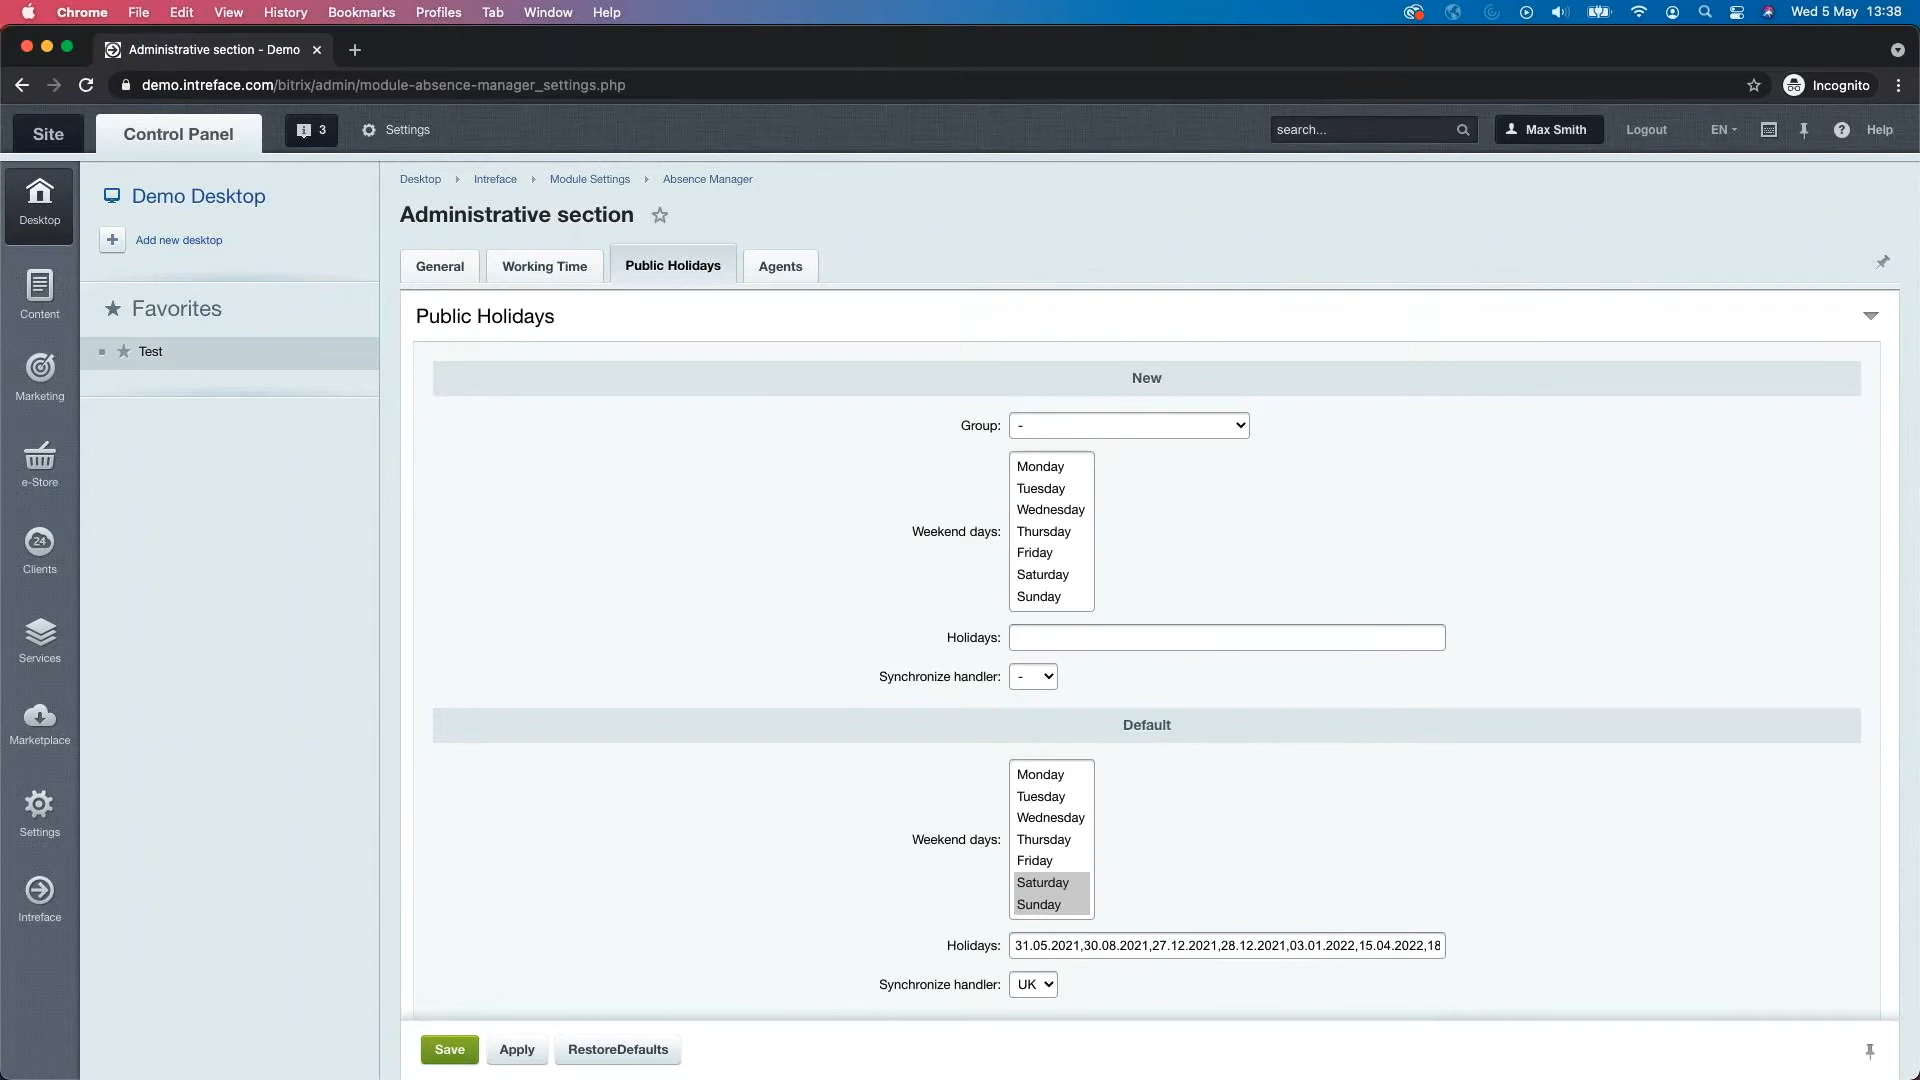 Chrome File Edit View History Bookmarks Profiles Tab Window Help Wed 5 May 13:38
Administrative section - Demo
demo.intreface.com/bitrix/admin/module-absence-manager_settings.php Incognito
Site Control Panel 3 Settings search... Max Smith Logout EN Help
Desktop
Content
Marketing
e-Store
24
Clients
Services
Marketplace
Settings
Intreface
Demo Desktop
Add new desktop
Favorites
Test
Desktop Intreface Module Settings Absence Manager
Administrative section
General Working Time Public Holidays Agents
Public Holidays
New
Group: -
Weekend days:
Monday
Tuesday
Wednesday
Thursday
Friday
Saturday
Sunday
Holidays:
Synchronize handler: -
Default
Weekend days:
Monday
Tuesday
Wednesday
Thursday
Friday
Saturday
Sunday
Holidays: 31.05.2021,30.08.2021,27.12.2021,28.12.2021,03.01.2022,15.04.2022,18
Synchronize handler: UK
Save Apply RestoreDefaults